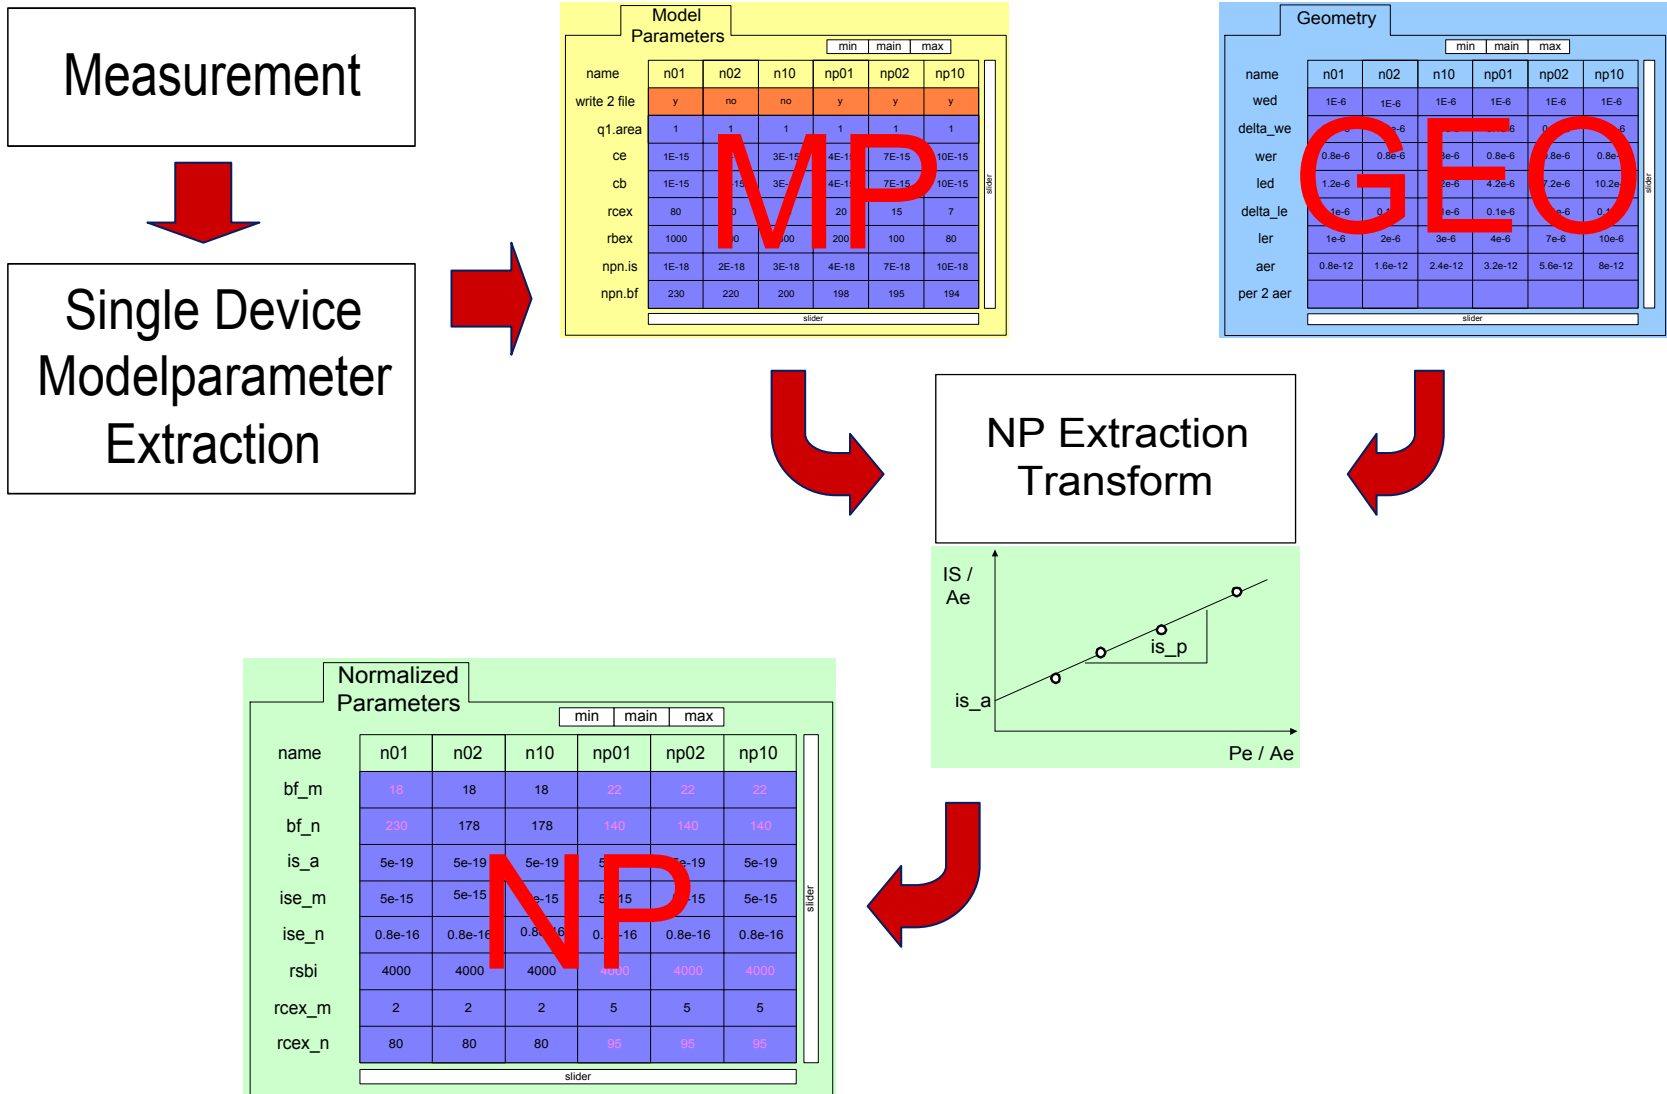 Measurement
Single Device
Modelparameter
Extraction
Model
Parameters
min main max
name n01 n02 n10 np01 np02 np10
write 2 file y no no y y y
q1.area 1 1 1 1 1 1
ce 1E-15 3E-15 4E-15 7E-15 10E-15
cb 1E-15 7E-15 10E-15
rcex 80 20 15 7
rbex 1000 200 100 80
npn.is 1E-18 2E-18 3E-18 4E-18 7E-18 10E-18
npn.bf 230 220 200 198 195 194
slider
slider
MP
Geometry
min main max
name n01 n02 n10 np01 np02 np10
wed 1E-6 1E-6 1E-6 1E-6 1E-6 1E-6
delta_we
wer 0.8e-6 0.8e-6 0.8e-6
led 1.2e-6 4.2e-6
delta_le 0.1e-6
ler 1e-6 2e-6 3e-6 4e-6 7e-6 10e-6
aer 0.8e-12 1.6e-12 2.4e-12 3.2e-12 5.6e-12 8e-12
per 2 aer
slider
slider
GEO
NP Extraction
Transform
IS /
Ae
is_p
is_a
Pe / Ae
Normalized
Parameters
min main max
name n01 n02 n10 np01 np02 np10
bf_m 18 18 18 22 22 22
bf_n 230 178 178 140 140 140
is_a 5e-19 5e-19 5e-19 5e-19
ise_m 5e-15 5e-15 5e-15
ise_n 0.8e-16 0.8e-16 0.8e-16 0.8e-16
rsbi 4000 4000 4000 4000 4000 4000
rcex_m 2 2 2 5 5 5
rcex_n 80 80 80 95 95 95
slider
slider
NP